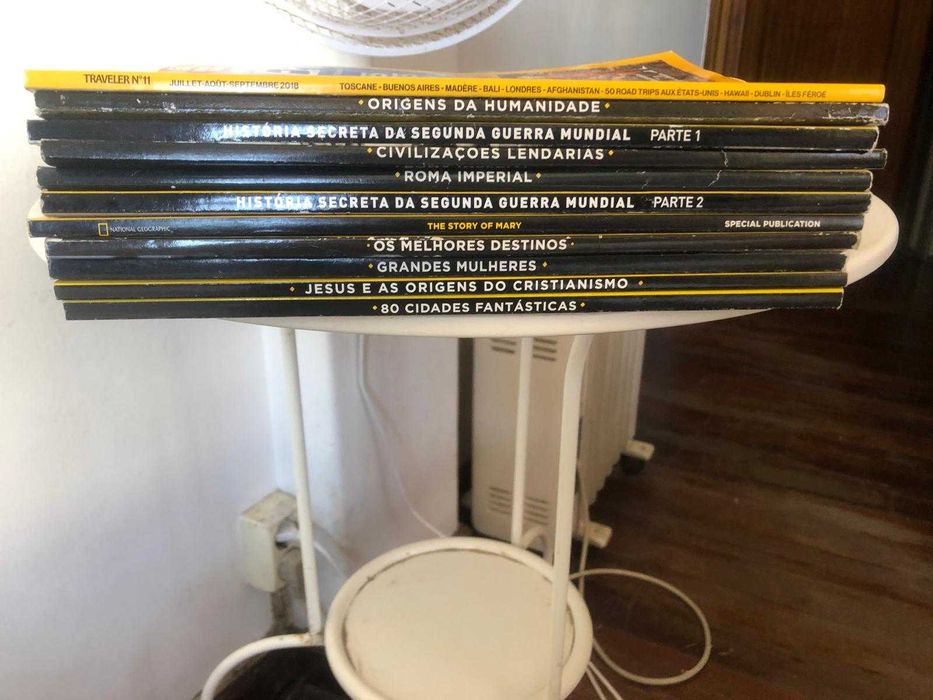 TRAVELER N° 11 JUILLET-AOÛT-SEPTEMBRE 2018 TOSCANE • BUENOS AIRES • MADÈRE • BALI • LONDRES • AFGHANISTAN • 50 ROAD TRIPS AUX ÉTATS-UNIS • HAWAII • DUBLIN • ÎLES FÉROÉ
• ORIGENS DA HUMANIDADE •
HISTÓRIA SECRETA DA SEGUNDA GUERRA MUNDIAL PARTE 1
• CIVILIZAÇÕES LENDÁRIAS •
• ROMA IMPERIAL •
HISTÓRIA SECRETA DA SEGUNDA GUERRA MUNDIAL PARTE 2
NATIONAL GEOGRAPHIC THE STORY OF MARY SPECIAL PUBLICATION
• OS MELHORES DESTINOS •
• GRANDES MULHERES •
• JESUS E AS ORIGENS DO CRISTIANISMO •
• 80 CIDADES FANTÁSTICAS •